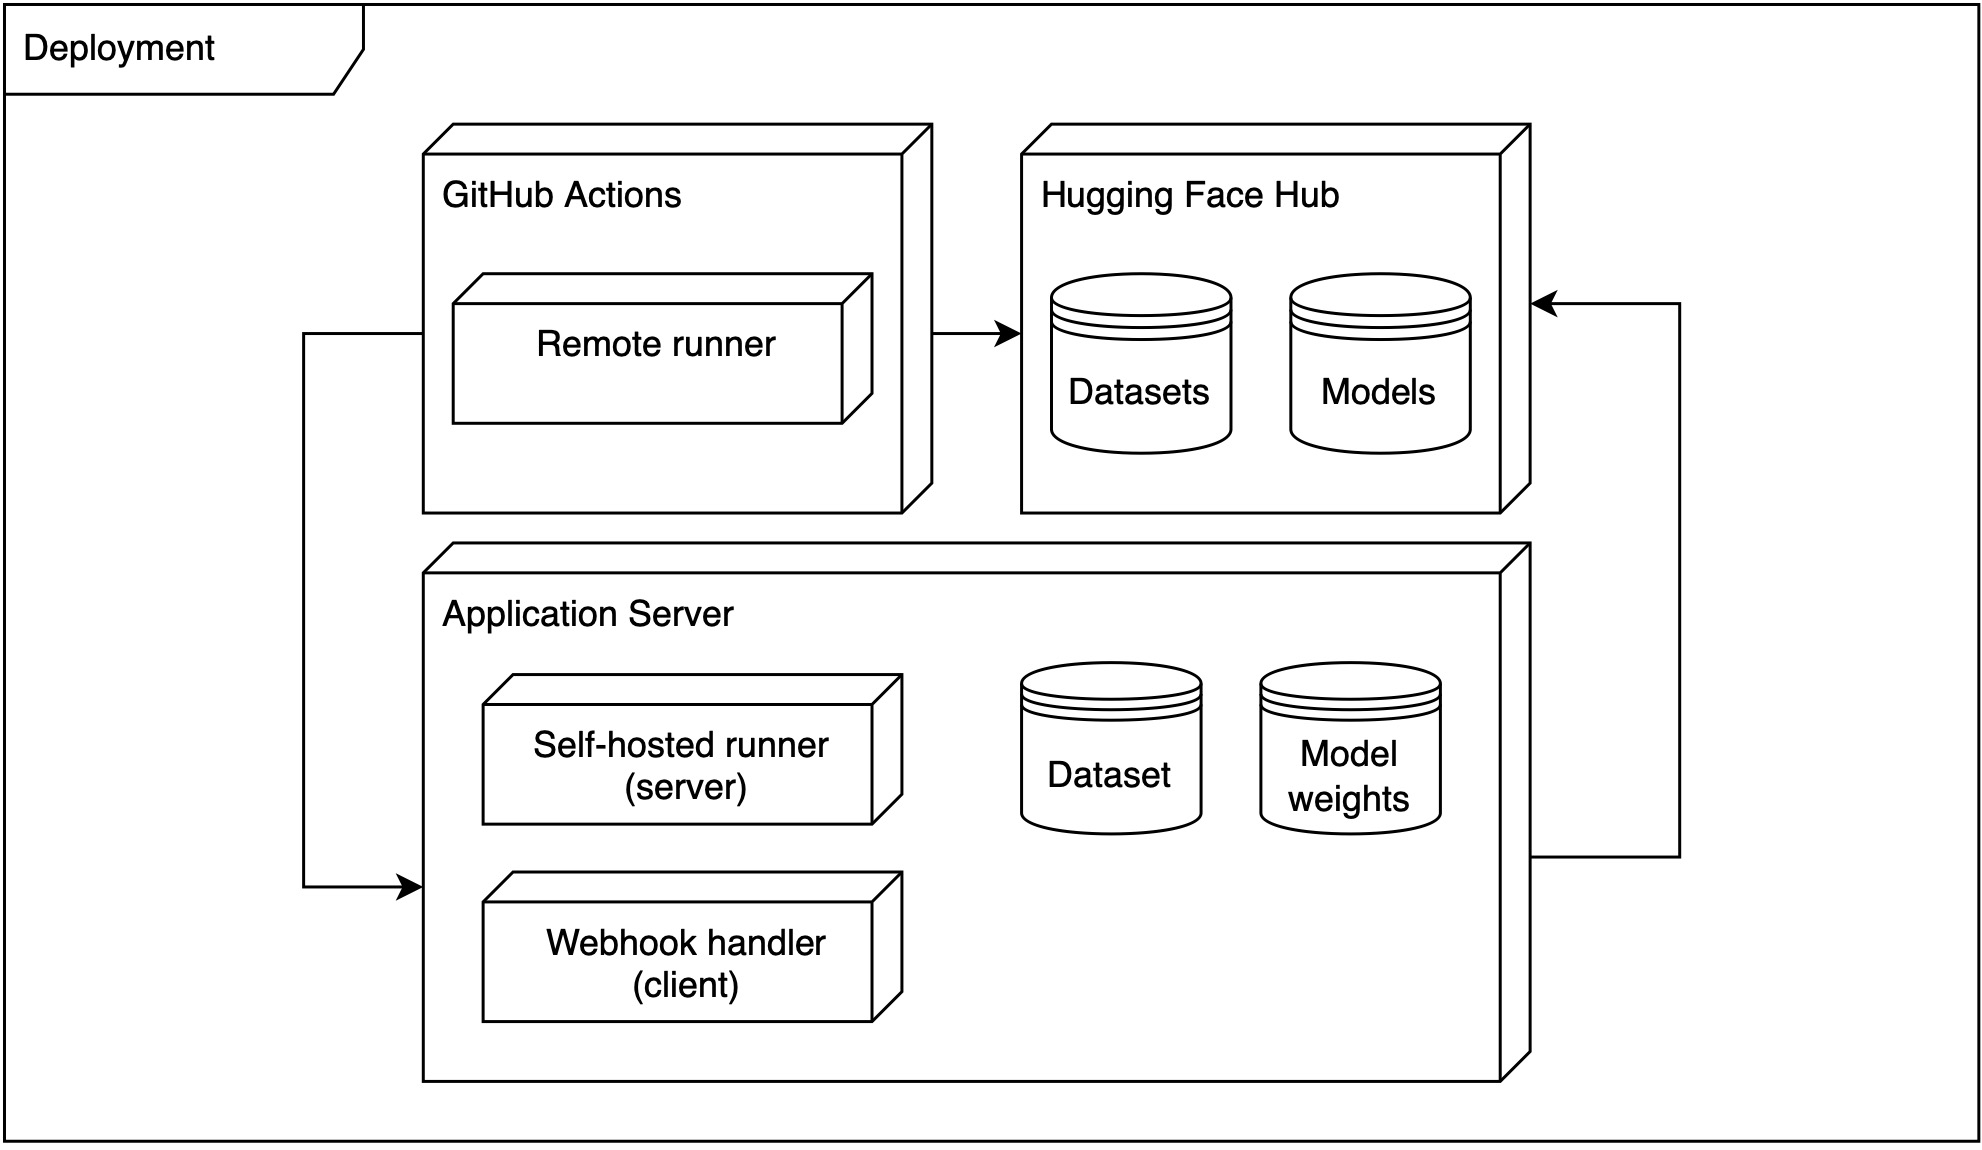 Deployment
GitHub Actions
Remote runner
Hugging Face Hub
Datasets
Models
Application Server
Self-hosted runner
(server)
Dataset
Model
weights
Webhook handler
(client)